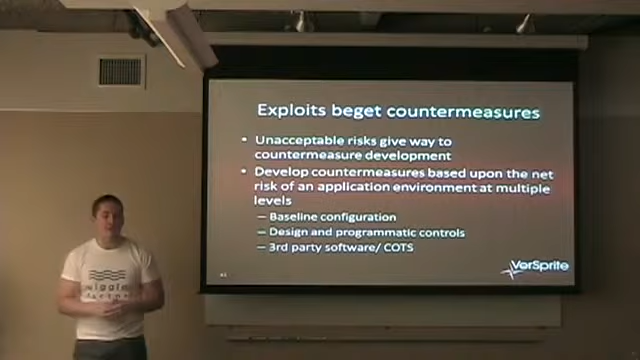 Exploits beget countermeasures
• Unacceptable risks give way to
countermeasure development
• Develop countermeasures based upon the net
risk of an application environment at multiple
levels
– Baseline configuration
– Design and programmatic controls
– 3rd party software/ COTS
VerSprite